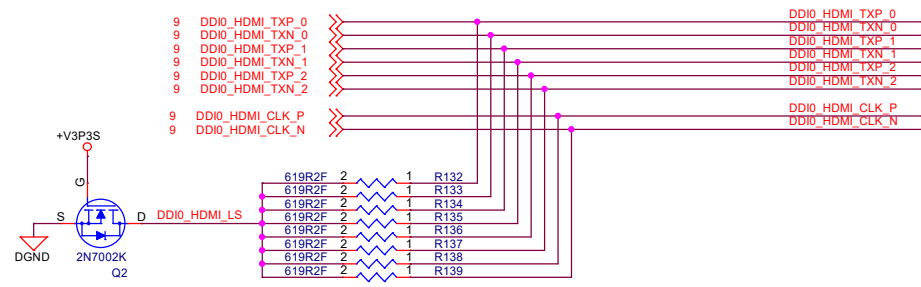 9 DDI0_HDMI_TXP_0 DDI0_HDMI_TXP_0
9 DDI0_HDMI_TXN_0 DDI0_HDMI_TXN_0
9 DDI0_HDMI_TXP_1 DDI0_HDMI_TXP_1
9 DDI0_HDMI_TXN_1 DDI0_HDMI_TXN_1
9 DDI0_HDMI_TXP_2 DDI0_HDMI_TXP_2
9 DDI0_HDMI_TXN_2 DDI0_HDMI_TXN_2
9 DDI0_HDMI_CLK_P DDI0_HDMI_CLK_P
9 DDI0_HDMI_CLK_N DDI0_HDMI_CLK_N
+V3P3S
619R2F 2 1 R132
G
619R2F 2 1 R133
619R2F 2 1 R134
S D DDI0_HDMI_LS
619R2F 2 1 R135
619R2F 2 1 R136
619R2F 2 1 R137
DGND 2N7002K
619R2F 2 1 R138
Q2
619R2F 2 1 R139